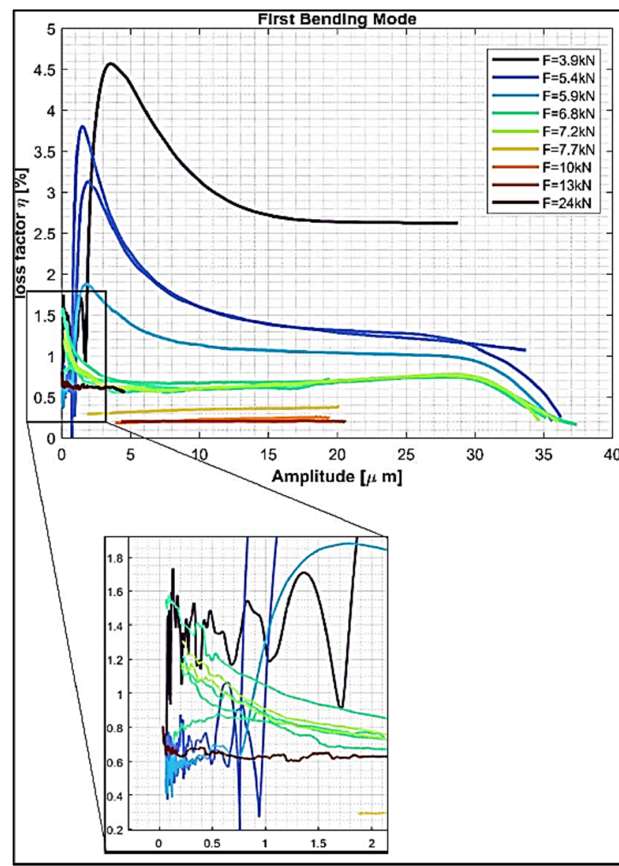 First Bending Mode
loss factor η [%]
5
4.5
4
3.5
3
2.5
2
1.5
1
0.5
0
0 5 10 15 20 25 30 35 40
Amplitude [μ m]
F=3.9kN
F=5.4kN
F=5.9kN
F=6.8kN
F=7.2kN
F=7.7kN
F=10kN
F=13kN
F=24kN
1.8
1.6
1.4
1.2
1
0.8
0.6
0.4
0.2
0 0.5 1 1.5 2